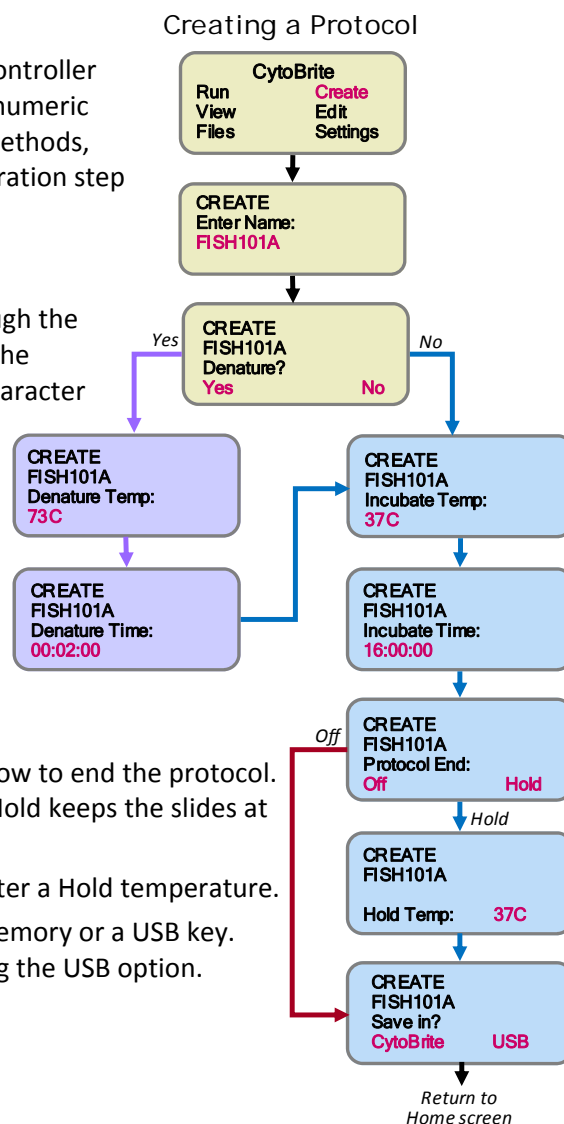 Creating a Protocol
ontroller
numeric
ethods,
ration step
CytoBrite
Run Create
View Edit
Files Settings
CREATE
Enter Name:
FISH101A
ugh the
he
aracter
Yes
No
CREATE
FISH101A
Denature?
Yes No
CREATE
FISH101A
Denature Temp:
73C
CREATE
FISH101A
Denature Time:
00:02:00
CREATE
FISH101A
Incubate Temp:
37C
CREATE
FISH101A
Incubate Time:
16:00:00
ow to end the protocol.
Hold keeps the slides at
ter a Hold temperature.
emory or a USB key.
g the USB option.
Off
CREATE
FISH101A
Protocol End:
Off Hold
Hold
CREATE
FISH101A
Hold Temp: 37C
CREATE
FISH101A
Save in?
CytoBrite USB
Return to
Home screen